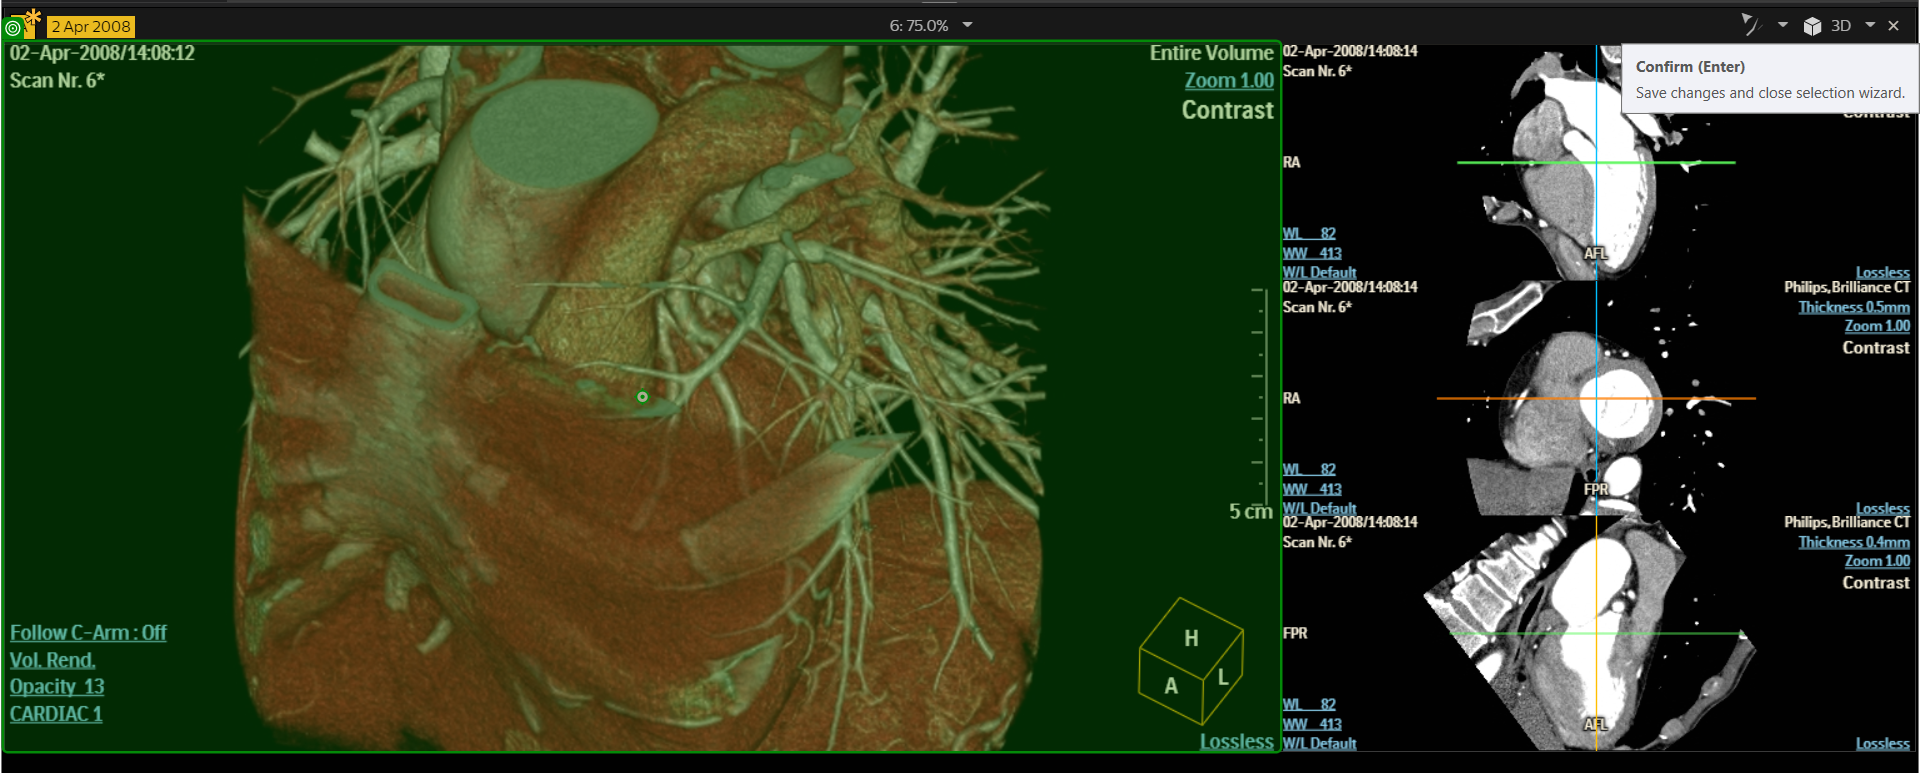 2 Apr 2008
6: 75.0%
3D
02-Apr-2008/14:08:12
Scan Nr. 6*
Entire Volume
Zoom 1.00
Contrast
5 cm
H
A
L
Follow C-Arm : Off
Vol. Rend.
Opacity 13
CARDIAC 1
Lossless
02-Apr-2008/14:08:14
Scan Nr. 6*
Confirm (Enter)
Save changes and close selection wizard.
Contrast
RA
WL 82
WW 413
W/L Default
AFL
Lossless
02-Apr-2008/14:08:14
Scan Nr. 6*
Philips, Brilliance CT
Thickness 0.5mm
Zoom 1.00
Contrast
RA
WL 82
WW 413
W/L Default
FPR
Lossless
02-Apr-2008/14:08:14
Scan Nr. 6*
Philips, Brilliance CT
Thickness 0.4mm
Zoom 1.00
Contrast
FPR
WL 82
WW 413
W/L Default
AFL
Lossless